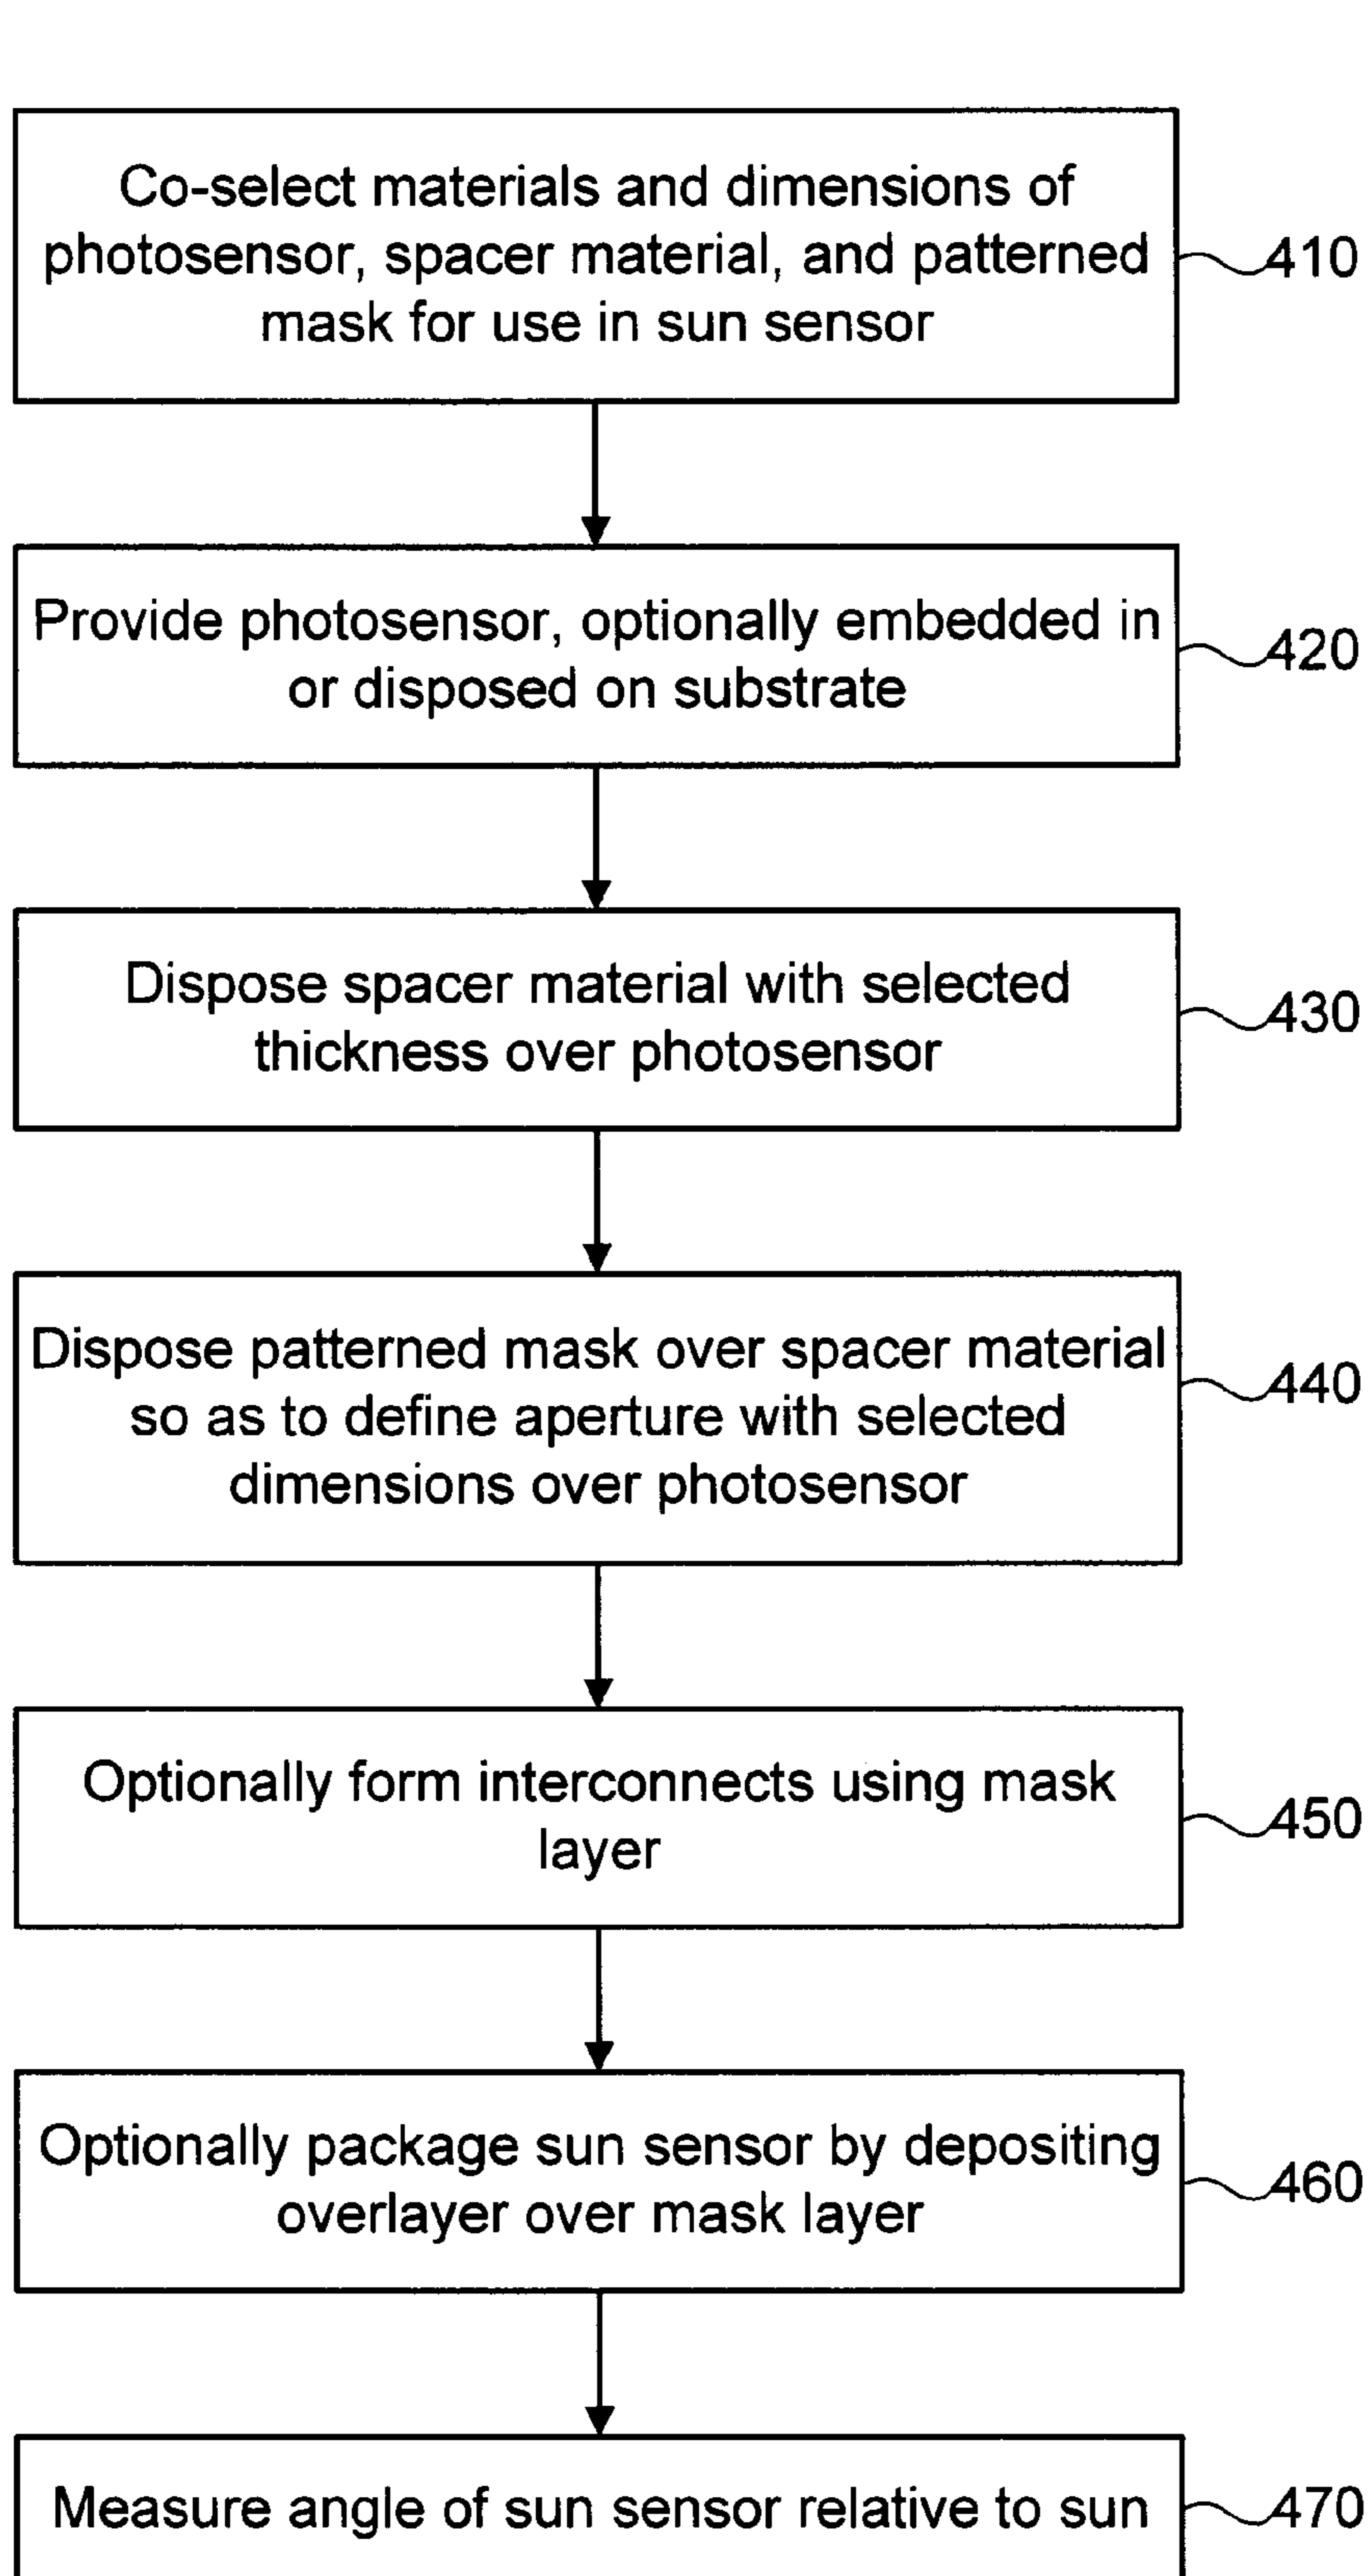 Co-select materials and dimensions of
photosensor, spacer material, and patterned
mask for use in sun sensor
410
Provide photosensor, optionally embedded in
or disposed on substrate
420
Dispose spacer material with selected
thickness over photosensor
430
Dispose patterned mask over spacer material
so as to define aperture with selected
dimensions over photosensor
440
Optionally form interconnects using mask
layer
450
Optionally package sun sensor by depositing
overlayer over mask layer
460
Measure angle of sun sensor relative to sun
470